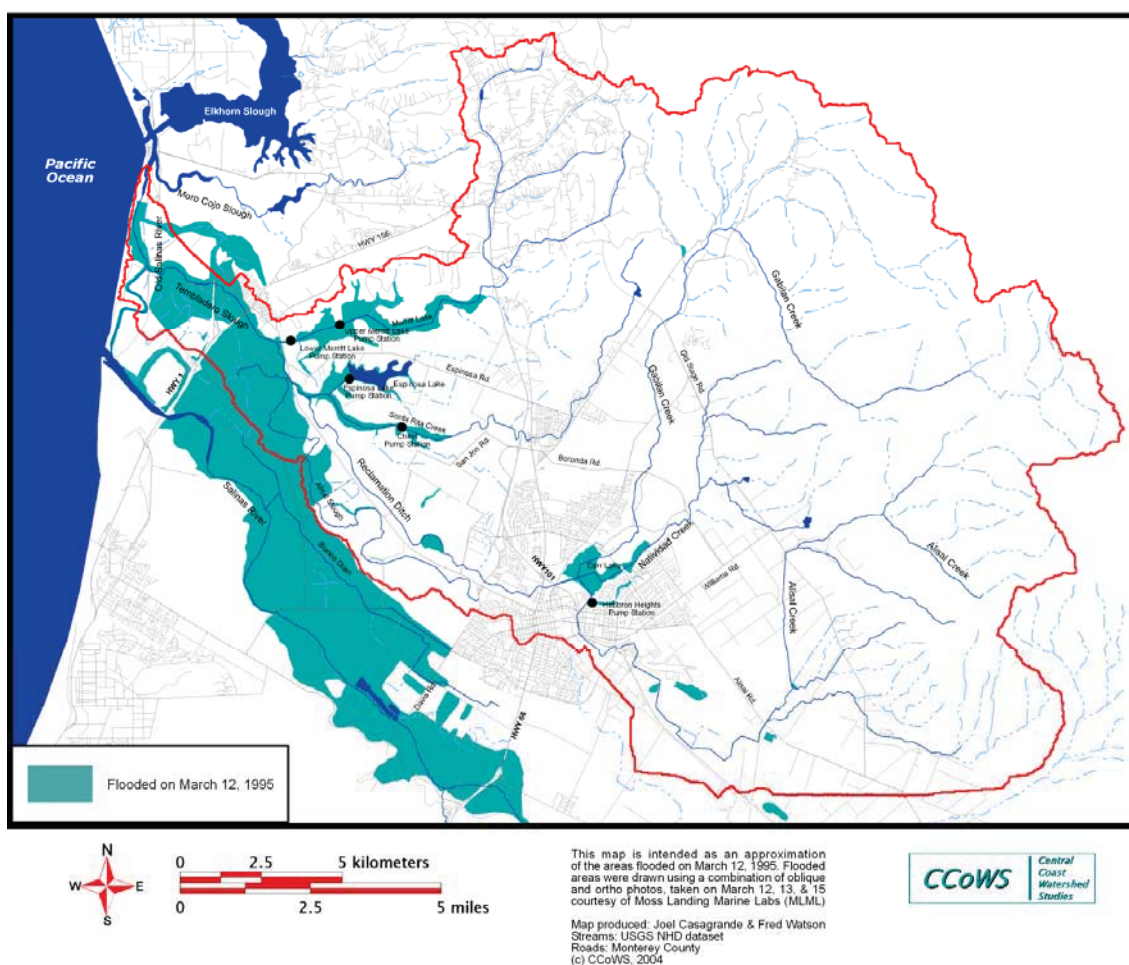 Elkhorn Slough
Pacific
Ocean
Moro Cojo Slough
HWY 156
Old Salinas River
Tembladero Slough
Merritt Lake
Upper Merritt Lake
Pump Station
Lower Merritt Lake
Pump Station
HWY 1
Espinosa Lake
Espinosa Lake
Pump Station
Espinosa Rd.
Old Stage Rd.
Gabilan Creek
Gabilan Creek
Santa Rita Creek
Pump Station
San Jon Rd.
Boronda Rd.
Reclamation Ditch
Alisal Slough
Salinas River
Blanco Drain
HWY101
Carr Lake
Natividad Creek
Williams Rd.
Hebbron Heights
Pump Station
Alisal Creek
Alisal Creek
Alisal Rd.
Davis Rd.
HWY 68
Flooded on March 12, 1995
N
W E
S
0 2.5 5 kilometers
0 2.5 5 miles
This map is intended as an approximation
of the areas flooded on March 12, 1995. Flooded
areas were drawn using a combination of oblique
and ortho photos, taken on March 12, 13, & 15
courtesy of Moss Landing Marine Labs (MLML)
Map produced: Joel Casagrande & Fred Watson
Streams: USGS NHD dataset
Roads: Monterey County
(c) CCoWS, 2004
CCoWS
Central
Coast
Watershed
Studies